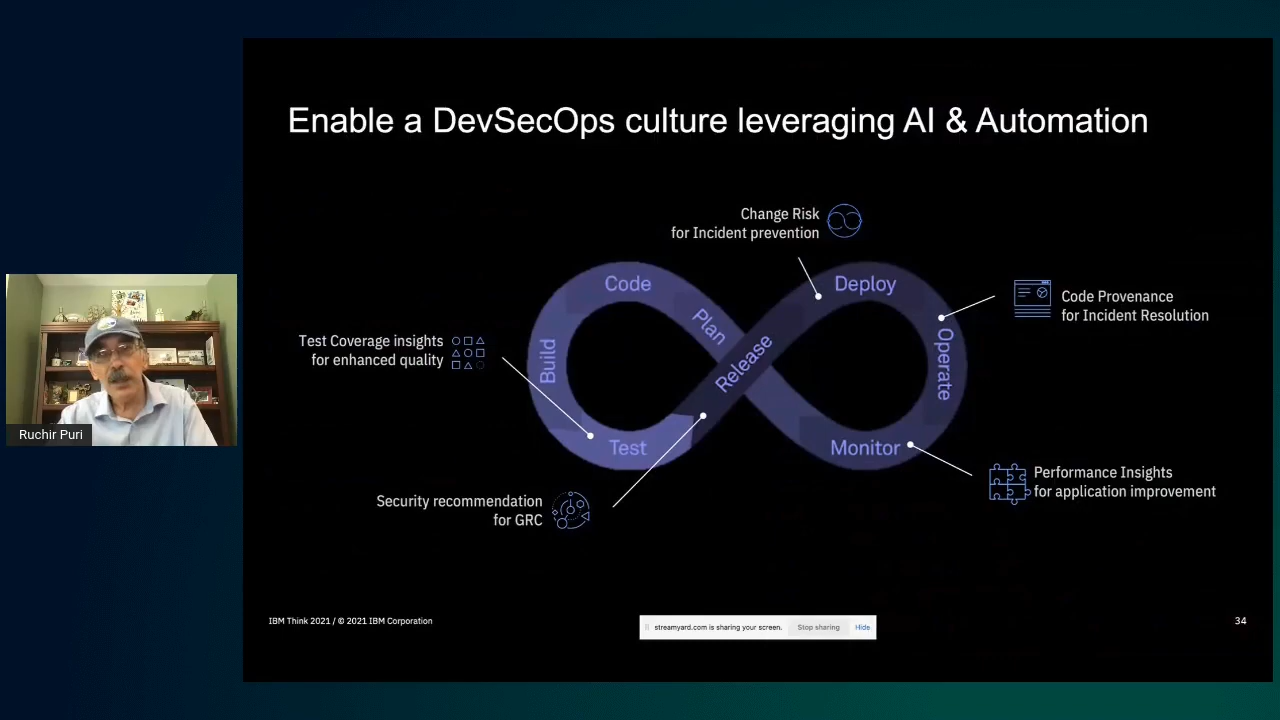 Enable a DevSecOps culture leveraging AI & Automation
Change Risk
for Incident prevention
Code
Deploy
Plan
Release
Code Provenance
for Incident Resolution
Test Coverage insights
for enhanced quality
Build
Operate
Test
Monitor
Ruchir Puri
Performance Insights
for application improvement
Security recommendation
for GRC
IBM Think 2021 / © 2021 IBM Corporation
streamyard.com is sharing your screen. Stop sharing Hide
34